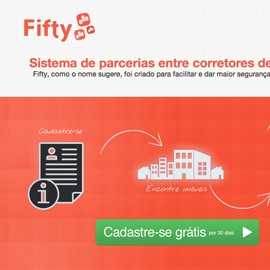 Fifty
Sistema de parcerias entre corretores de
Fifty, como o nome sugere, foi criado para facilitar e dar maior segurança
Cadastre-se
Encontre imóveis
Cadastre-se grátis por 30 dias